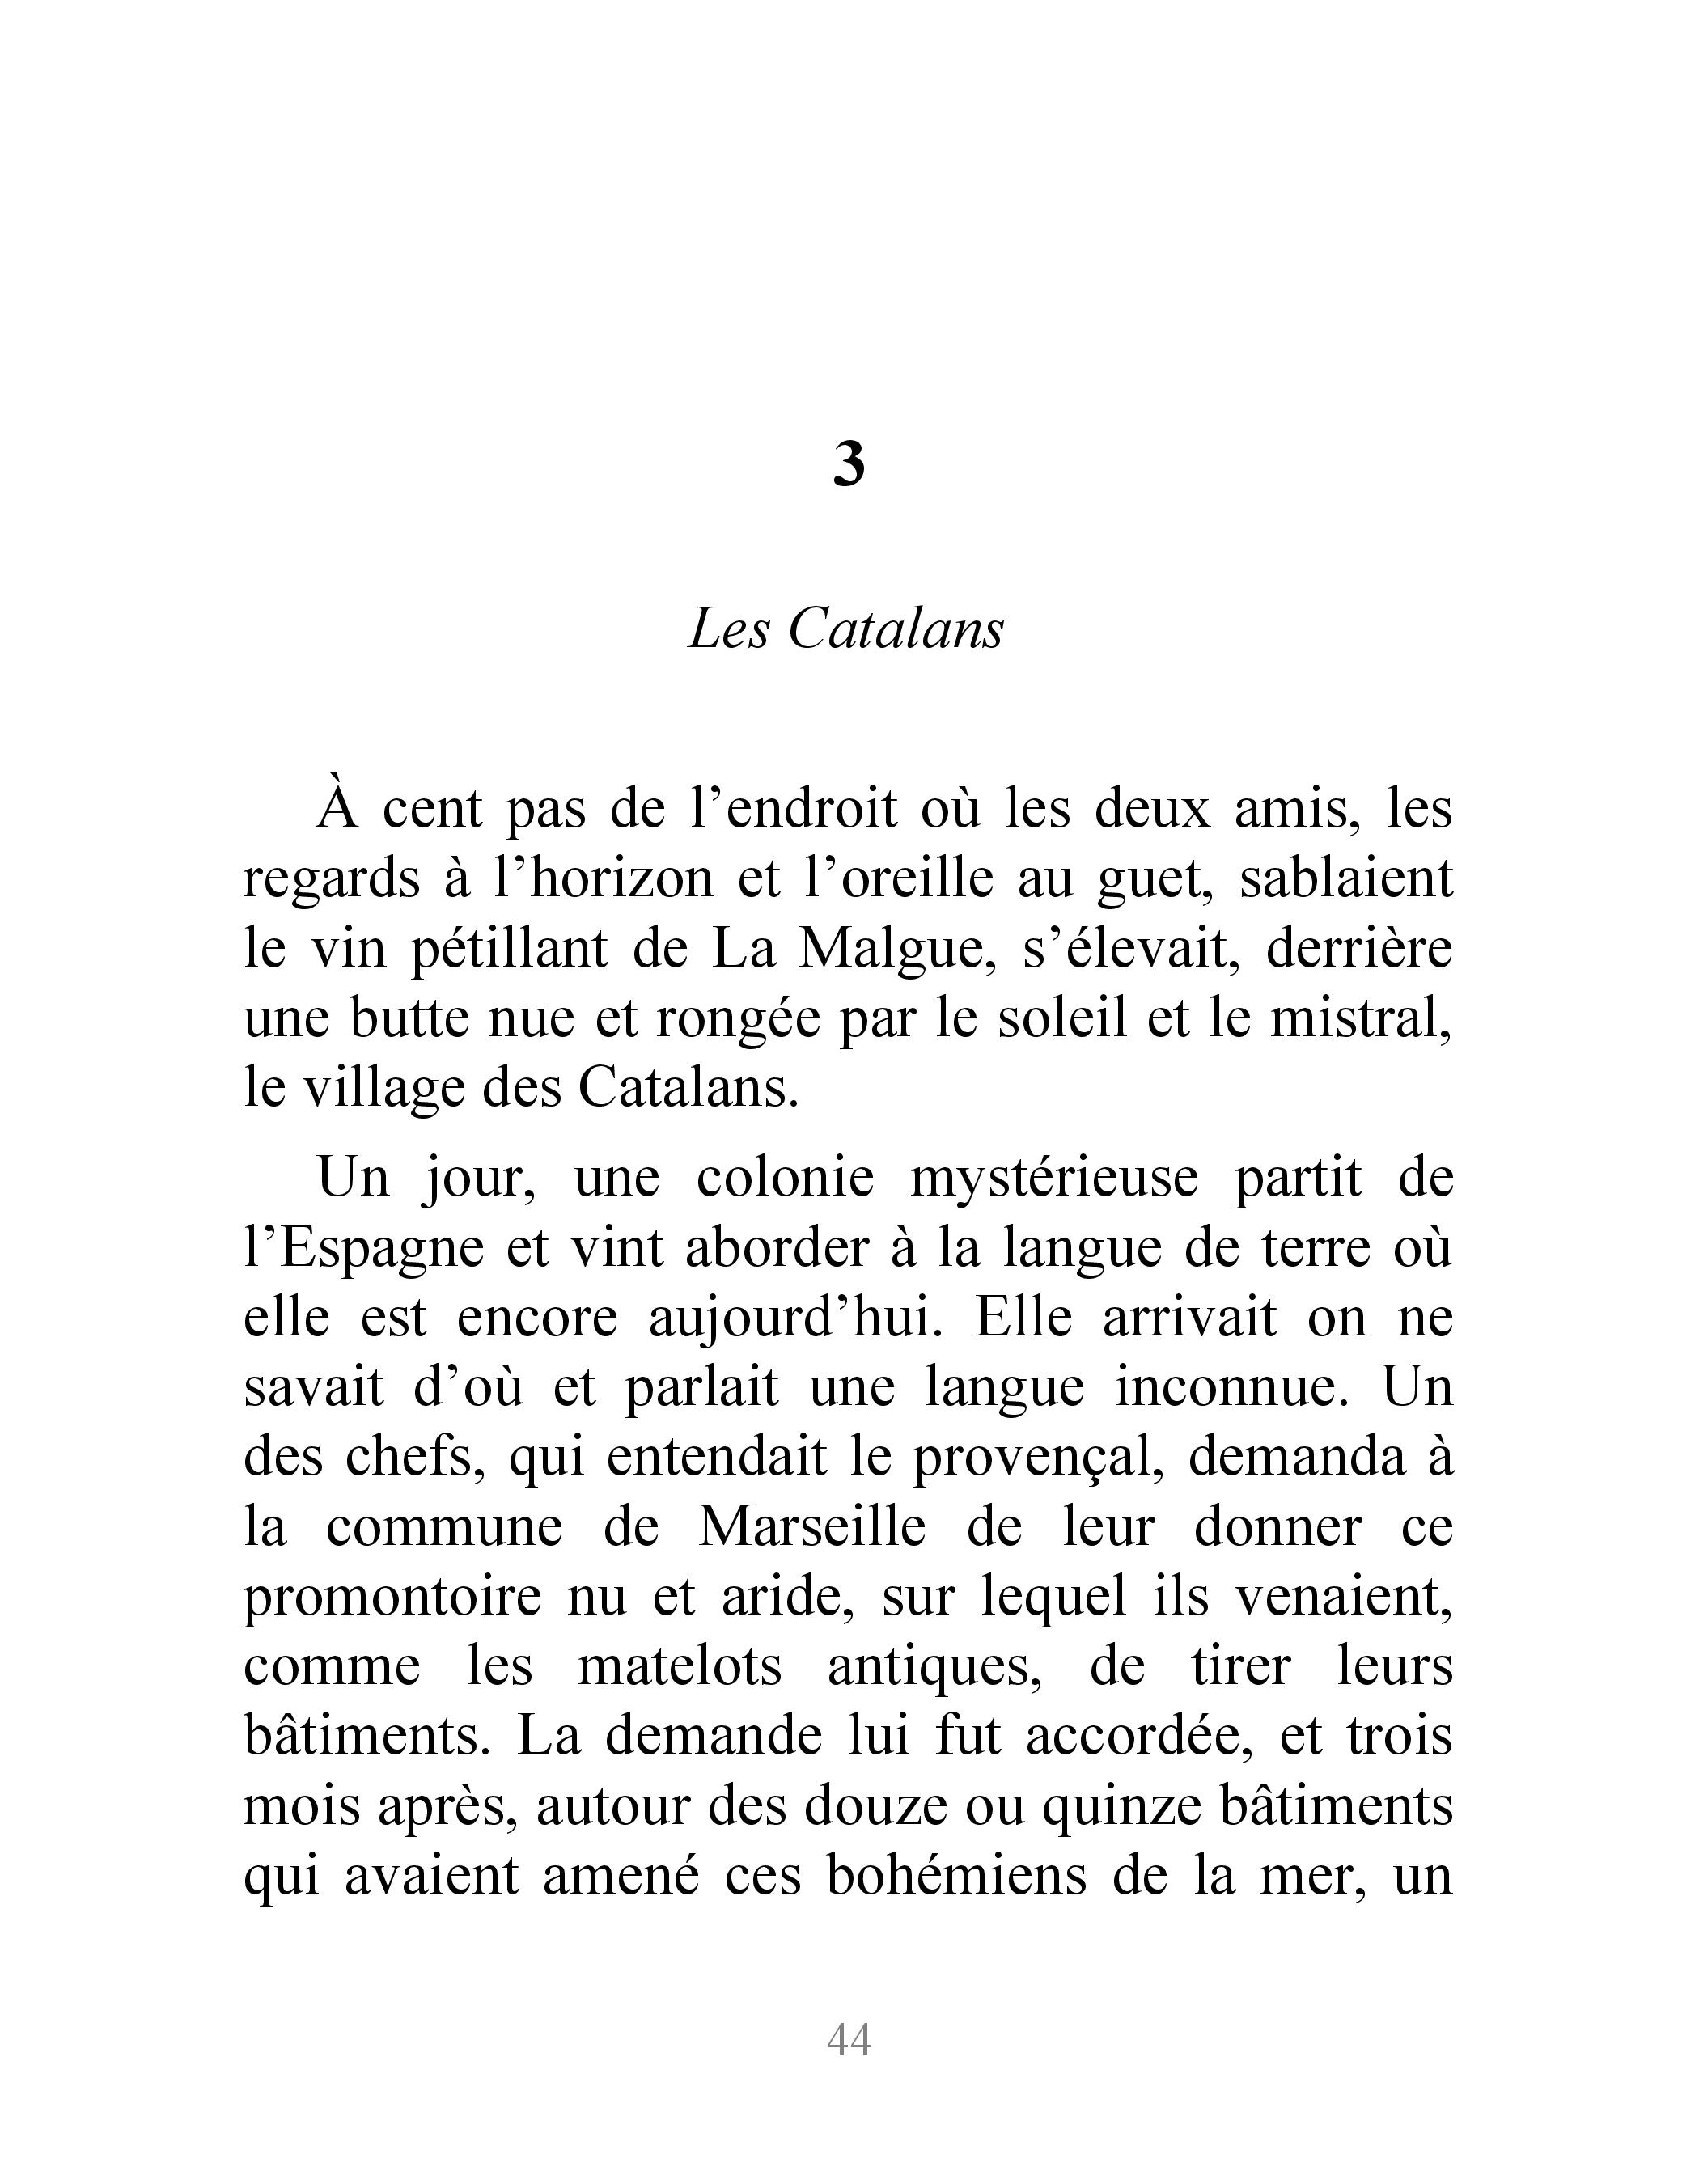 3
Les Catalans
À cent pas de l’endroit où les deux amis, les
regards à l’horizon et l’oreille au guet, sablaient
le vin pétillant de La Malgue, s’élevait, derrière
une butte nue et rongée par le soleil et le mistral,
le village des Catalans.
Un jour, une colonie mystérieuse partit de
l’Espagne et vint aborder à la langue de terre où
elle est encore aujourd’hui. Elle arrivait on ne
savait d’où et parlait une langue inconnue. Un
des chefs, qui entendait le provençal, demanda à
la commune de Marseille de leur donner ce
promontoire nu et aride, sur lequel ils venaient,
comme les matelots antiques, de tirer leurs
bâtiments. La demande lui fut accordée, et trois
mois après, autour des douze ou quinze bâtiments
qui avaient amené ces bohémiens de la mer, un
44